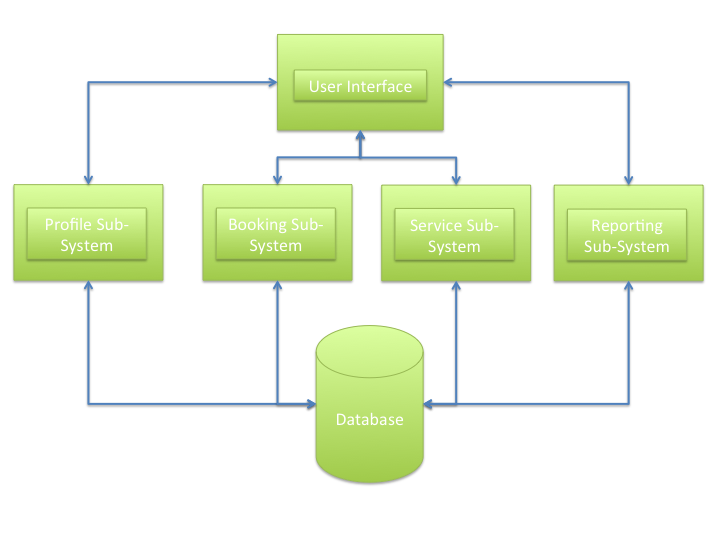 User Interface
Profile Sub-
System
Booking Sub-
System
Service Sub-
System
Reporting
Sub-System
Database